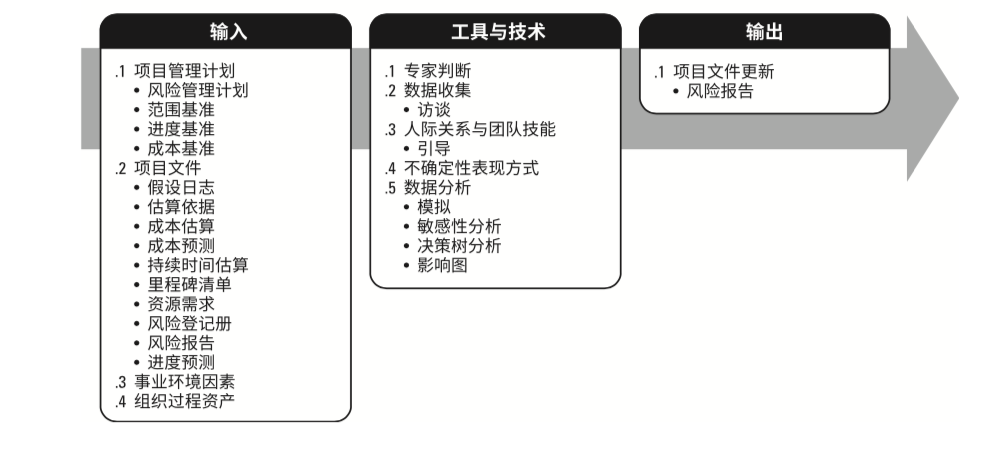 输入
.1 项目管理计划
• 风险管理计划
• 范围基准
• 进度基准
• 成本基准
.2 项目文件
• 假设日志
• 估算依据
• 成本估算
• 成本预测
• 持续时间估算
• 里程碑清单
• 资源需求
• 风险登记册
• 风险报告
• 进度预测
.3 事业环境因素
.4 组织过程资产
工具与技术
.1 专家判断
.2 数据收集
• 访谈
.3 人际关系与团队技能
• 引导
.4 不确定性表现方式
.5 数据分析
• 模拟
• 敏感性分析
• 决策树分析
• 影响图
输出
.1 项目文件更新
• 风险报告